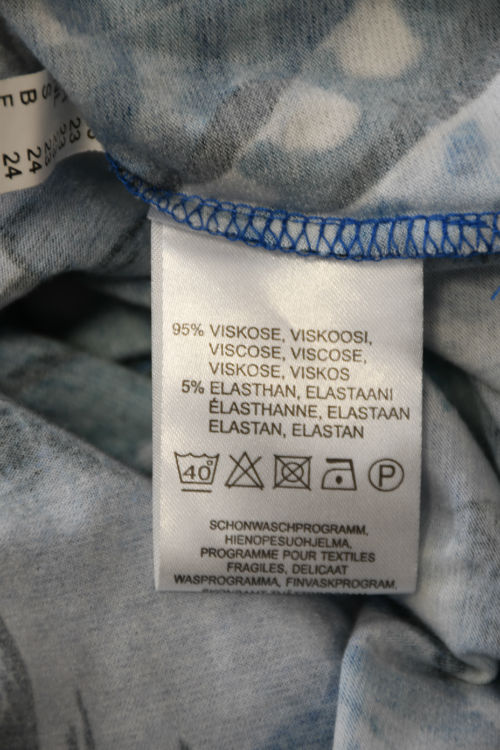 95% VISKOSE, VISKOOSI,
VISCOSE, VISCOSE,
VISKOSE, VISKOS
5% ELASTHAN, ELASTAANI
ÉLASTHANNE, ELASTAAN
ELASTAN, ELASTAN
40° P
SCHONWASCHPROGRAMM,
HIENOPESUOHJELMA,
PROGRAMME POUR TEXTILES
FRAGILES, DELICAAT
WASPROGRAMMA, FINVASKPROGRAM,
B 24
F 24